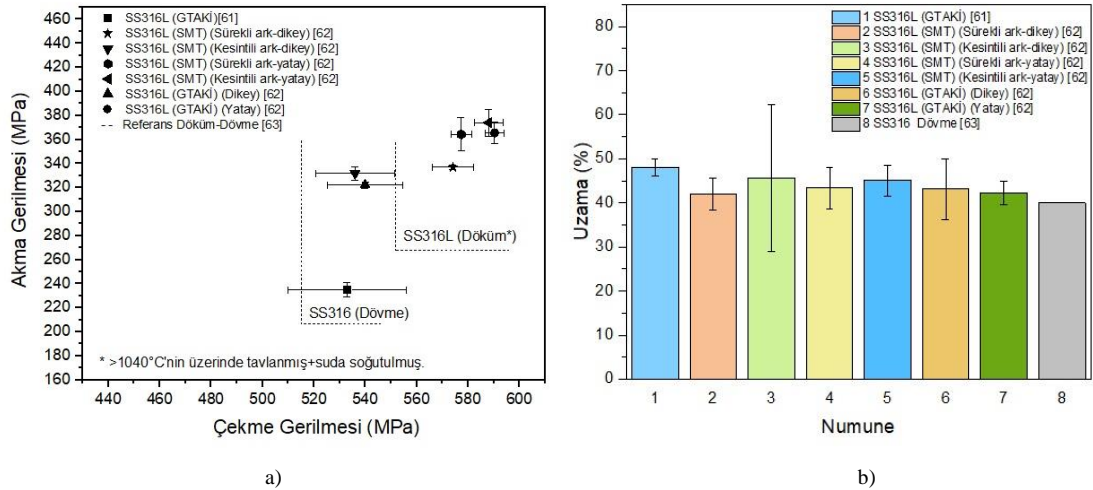 SS316L (GTAKİ)[61]
SS316L (SMT) (Sürekli ark-dikey) [62]
SS316L (SMT) (Kesintili ark-dikey) [62]
SS316L (SMT) (Sürekli ark-yatay) [62]
SS316L (SMT) (Kesintili ark-yatay) [62]
SS316L (GTAKİ) (Dikey) [62]
SS316L (GTAKİ) (Yatay) [62]
Referans Döküm-Dövme [63]
460
440
420
400
380
360
340
320
300
280
260
240
220
200
180
160
Akma Gerilmesi (MPa)
SS316L (Döküm*)
SS316 (Dövme)
* >1040°C'nin üzerinde tavlanmış+suda soğutulmuş.
440 460 480 500 520 540 560 580 600
Çekme Gerilmesi (MPa)
a)
1 SS316L (GTAKİ) [61]
2 SS316L (SMT) (Sürekli ark-dikey) [62]
3 SS316L (SMT) (Kesintili ark-dikey) [62]
4 SS316L (SMT) (Sürekli ark-yatay) [62]
5 SS316L (SMT) (Kesintili ark-yatay) [62]
6 SS316L (GTAKİ) (Dikey) [62]
7 SS316L (GTAKİ) (Yatay) [62]
8 SS316 Dövme [63]
80
70
60
50
40
30
20
10
0
Uzama (%)
1 2 3 4 5 6 7 8
Numune
b)